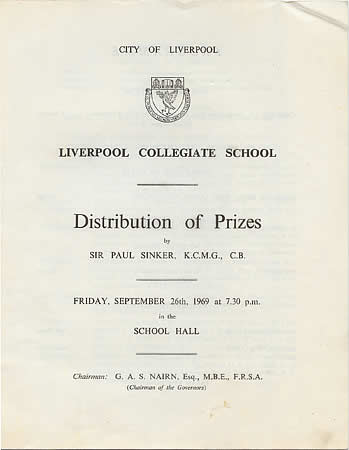 CITY OF LIVERPOOL
LIVERPOOL COLLEGIATE SCHOOL
Distribution of Prizes
by
SIR PAUL SINKER, K.C.M.G., C.B.
FRIDAY, SEPTEMBER 26th, 1969 at 7.30 p.m.
in the
SCHOOL HALL
Chairman: G. A. S. NAIRN, Esq., M.B.E., F.R.S.A.
(Chairman of the Governors)